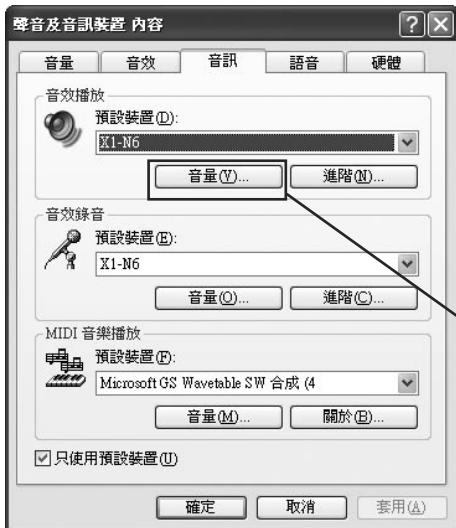 聲音及音訊裝置 內容
音量 音效 音訊 語音 硬體
音效播放
預設裝置(D):
X1-N6
音量(V)... 進階(N)...
音效錄音
預設裝置(E):
X1-N6
音量(O)... 進階(C)...
MIDI 音樂播放
預設裝置(F):
Microsoft GS Wavetable SW 合成 (4
音量(M)... 關於(B)...
只使用預設裝置(U)
確定 取消 套用(A)